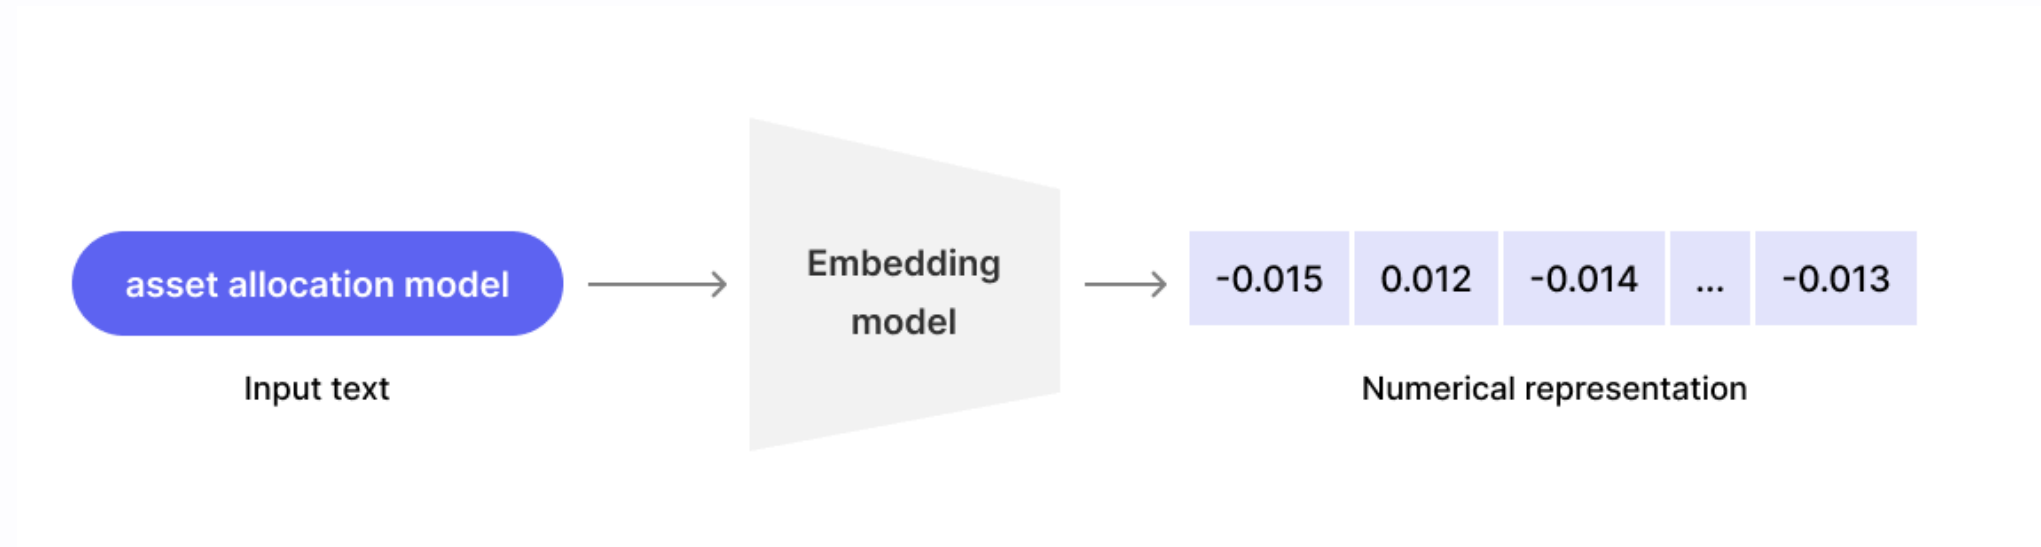 asset allocation model
Input text
Embedding
model
-0.015 0.012 -0.014 ... -0.013
Numerical representation